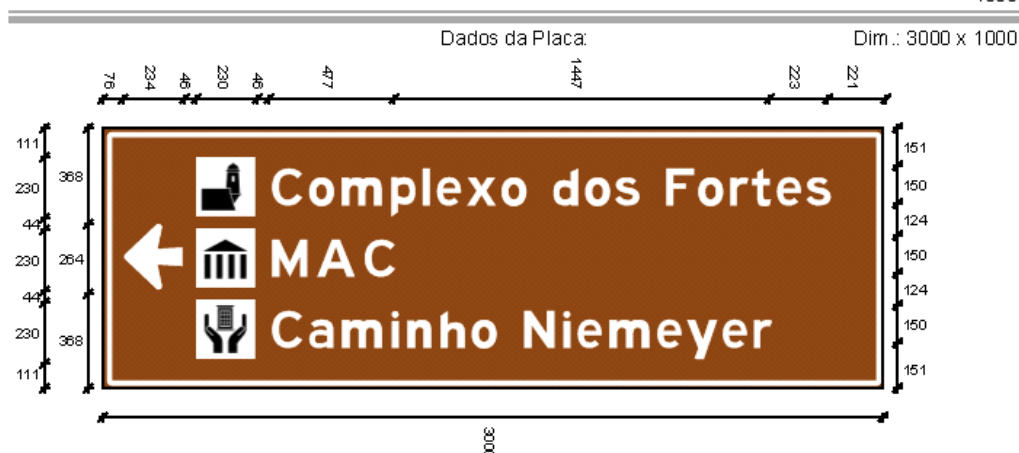 Dados da Placa:
Dim.: 3000 x 1000
76 234 46 230 46 477 1447 223 221
111 368 151
230 Complexo dos Fortes 150
44 124
230 264 MAC 150
44 124
230 368 Caminho Niemeyer 150
111 151